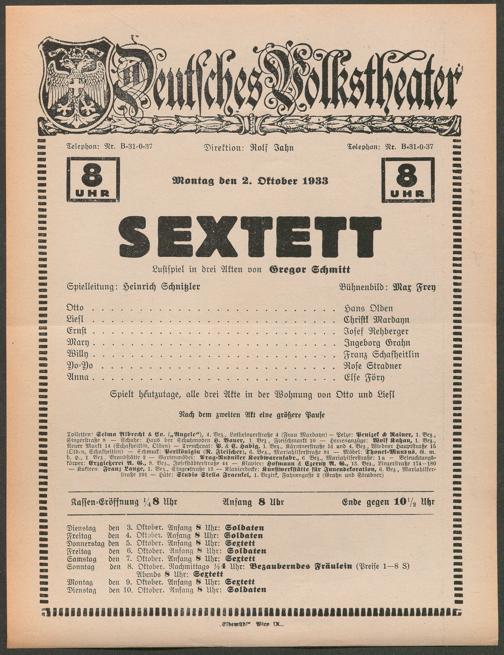 Deutsches Volkstheater
Telephon: Nr. B-31-0-37 Direktion: Rolf Jahn Telephon: Nr. B-31-0-37
8 UHR Montag den 2. Oktober 1933 8 UHR
SEXTETT
Lustspiel in drei Akten von Gregor Schmitt
Spielleitung: Heinrich Schnitzler Bühnenbild: Max Frey
Otto . . . . . Hans Olden
Liesl . . . . . Christl Mardayn
Ernst . . . . . Josef Rehberger
Mary . . . . . Ingeborg Grahn
Willy . . . . . Franz Schafheitlin
Yo-Yo . . . . . Rose Stradner
Anna . . . . . Else Föry
Spielt heutzutage, alle drei Akte in der Wohnung von Otto und Liesl
Nach dem zweiten Akt eine größere Pause
Kassen-Eröffnung ¼8 Uhr Anfang 8 Uhr Ende gegen 10½ Uhr
Dienstag den 3. Oktober. Anfang 8 Uhr: Soldaten
Freitag den 4. Oktober. Anfang 8 Uhr: Soldaten
Donnerstag den 5. Oktober. Anfang 8 Uhr: Sextett
Freitag den 6. Oktober. Anfang 8 Uhr: Soldaten
Samstag den 7. Oktober. Anfang 8 Uhr: Sextett
Sonntag den 8. Oktober. Nachmittags ¼4 Uhr: Bezauberndes Fräulein (Preise 1—8 S)
Abends 8 Uhr: Sextett
Montag den 9. Oktober. Anfang 8 Uhr: Sextett
Dienstag den 10. Oktober. Anfang 8 Uhr: Soldaten